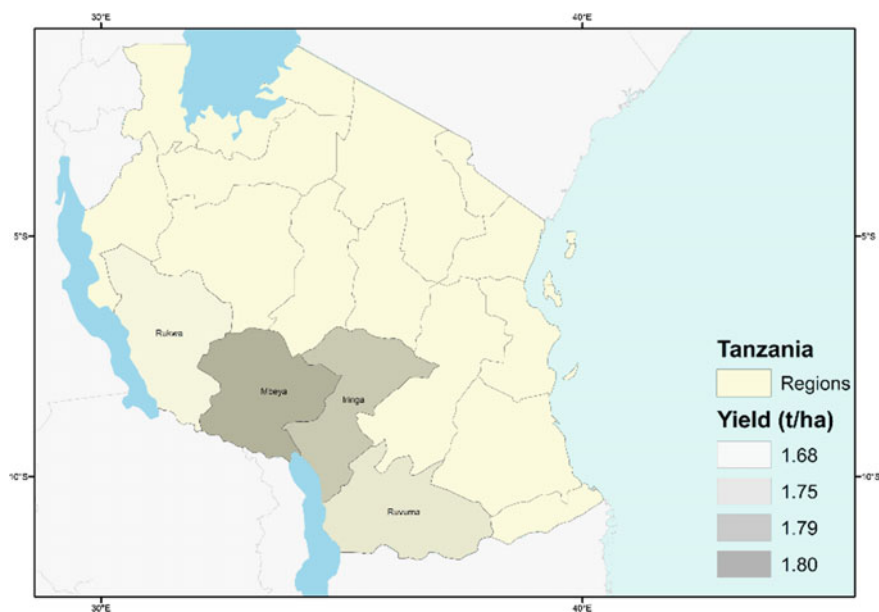 30°E
40°E
5°S
5°S
Rukwa
Mbeya
Iringa
Tanzania
Regions
Yield (t/ha)
1.68
10°S
10°S
1.75
Ruvuma
1.79
1.80
30°E
40°E